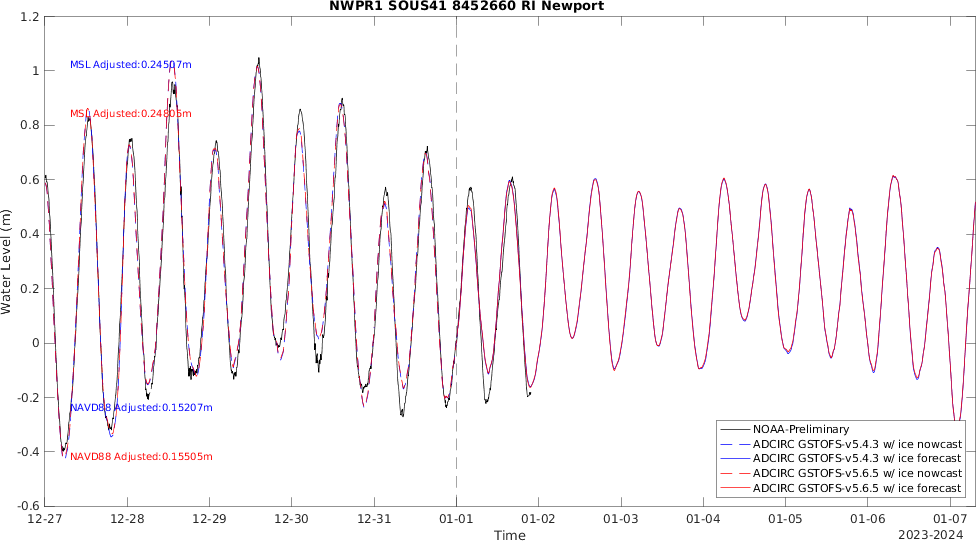 NWPR1 SOUS41 8452660 RI Newport
1.2
1
0.8
0.6
0.4
0.2
0
-0.2
-0.4
-0.6
Water Level (m)
MSL Adjusted:0.24507m
MSL Adjusted:0.24805m
NAVD88 Adjusted:0.15207m
NAVD88 Adjusted:0.15505m
NOAA-Preliminary
ADCIRC GSTOFS-v5.4.3 w/ ice nowcast
ADCIRC GSTOFS-v5.4.3 w/ ice forecast
ADCIRC GSTOFS-v5.6.5 w/ ice nowcast
ADCIRC GSTOFS-v5.6.5 w/ ice forecast
12-27 12-28 12-29 12-30 12-31 01-01 01-02 01-03 01-04 01-05 01-06 01-07
Time
2023-2024